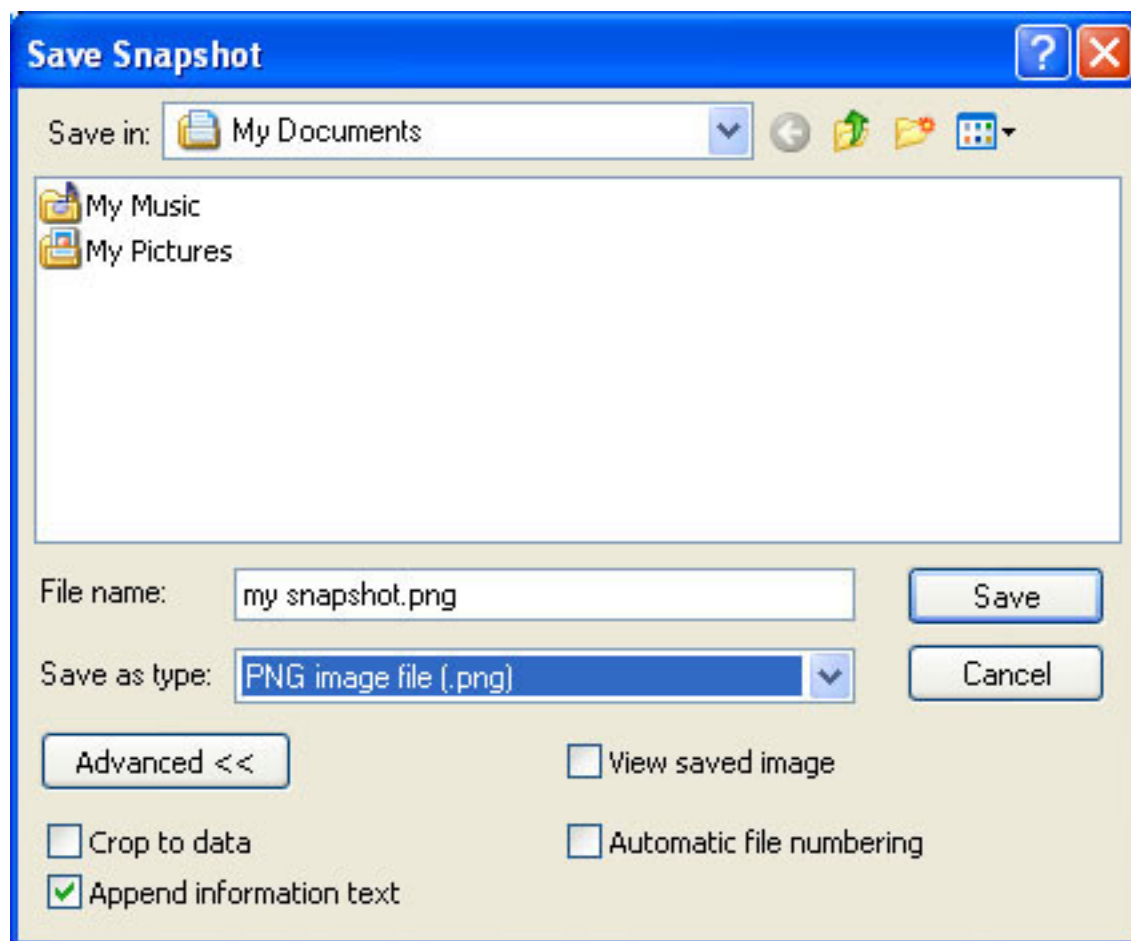 Save Snapshot
Save in: My Documents
My Music
My Pictures
File name: my snapshot.png Save
Save as type: PNG image file (.png) Cancel
Advanced << View saved image
Crop to data Automatic file numbering
Append information text